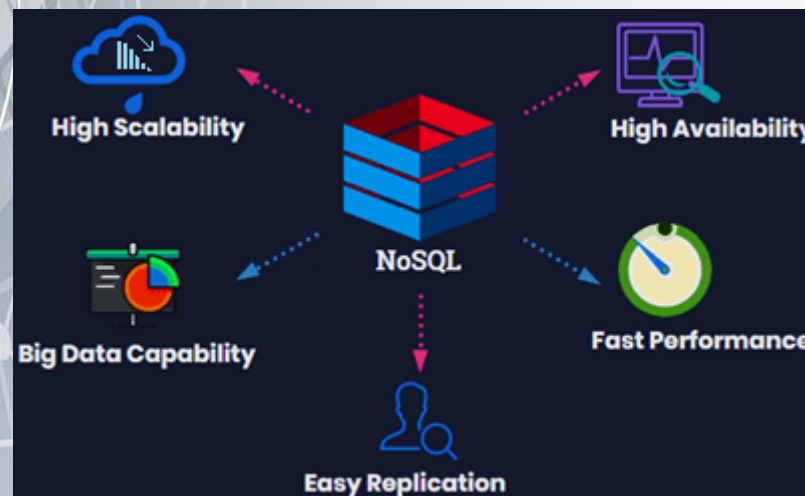 High Scalability
High Availability
NoSQL
Big Data Capability
Fast Performance
Easy Replication